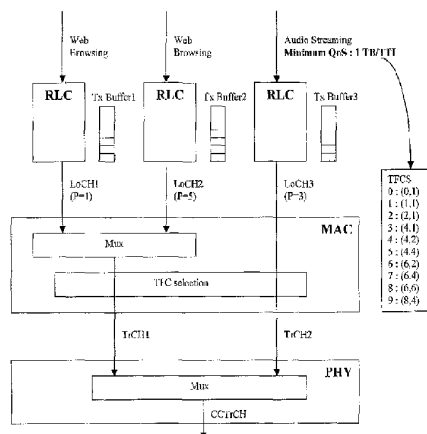 Web
Browsing
Web
Browsing
Audio Streaming
Minimum QoS : 1 TB/TTI
RLC
Tx Buffer1
RLC
Tx Buffer2
RLC
Tx Buffer3
LoCH1
(P=1)
LoCH2
(P=5)
LoCH3
(P=3)
TFCS
0 : (0,1)
1 : (1,1)
2 : (2,1)
3 : (4,1)
4 : (4,2)
5 : (4,4)
6 : (6,2)
7 : (6,4)
8 : (6,6)
9 : (8,4)
MAC
Mux
TFC selection
TrCH1
TrCH2
PHY
Mux
CCTrCH